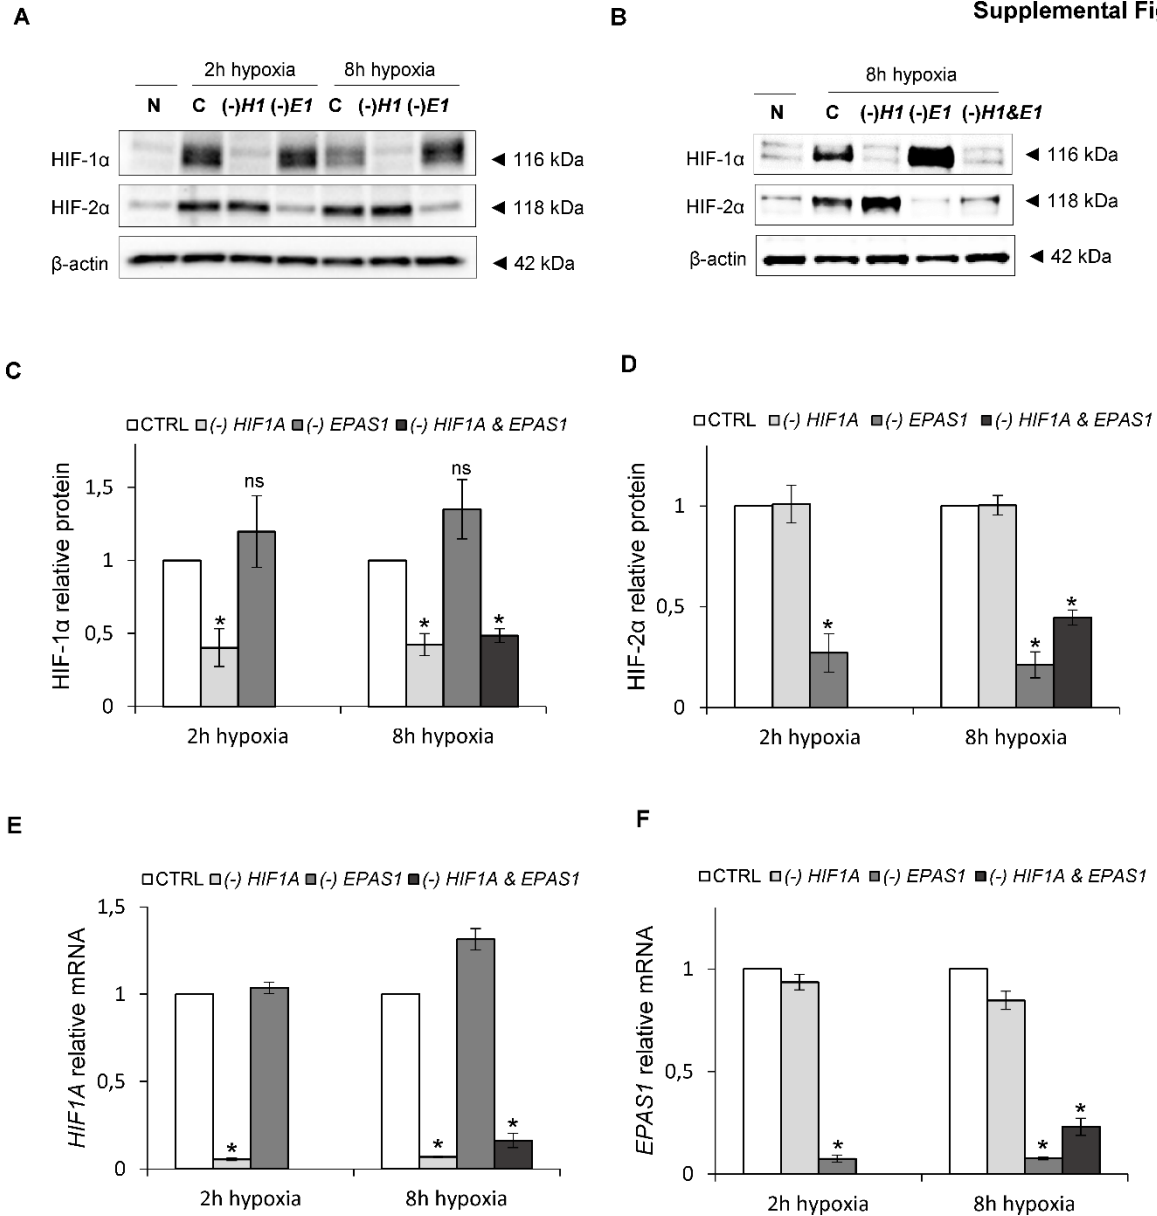 Supplemental Fi
A
2h hypoxia 8h hypoxia
N C (-)H1 (-)E1 C (-)H1 (-)E1
HIF-1α ◄ 116 kDa
HIF-2α ◄ 118 kDa
β-actin ◄ 42 kDa
B
8h hypoxia
N C (-)H1 (-)E1 (-)H1&E1
HIF-1α ◄ 116 kDa
HIF-2α ◄ 118 kDa
β-actin ◄ 42 kDa
C
CTRL (-) HIF1A (-) EPAS1 (-) HIF1A & EPAS1
HIF-1α relative protein
1,5
1
0,5
0
* ns
* ns *
2h hypoxia 8h hypoxia
D
CTRL (-) HIF1A (-) EPAS1 (-) HIF1A & EPAS1
HIF-2α relative protein
1
0,5
0
*
* *
2h hypoxia 8h hypoxia
E
CTRL (-) HIF1A (-) EPAS1 (-) HIF1A & EPAS1
HIF1A relative mRNA
1,5
1
0,5
0
*
* *
2h hypoxia 8h hypoxia
F
CTRL (-) HIF1A (-) EPAS1 (-) HIF1A & EPAS1
EPAS1 relative mRNA
1
0,5
0
*
* *
2h hypoxia 8h hypoxia